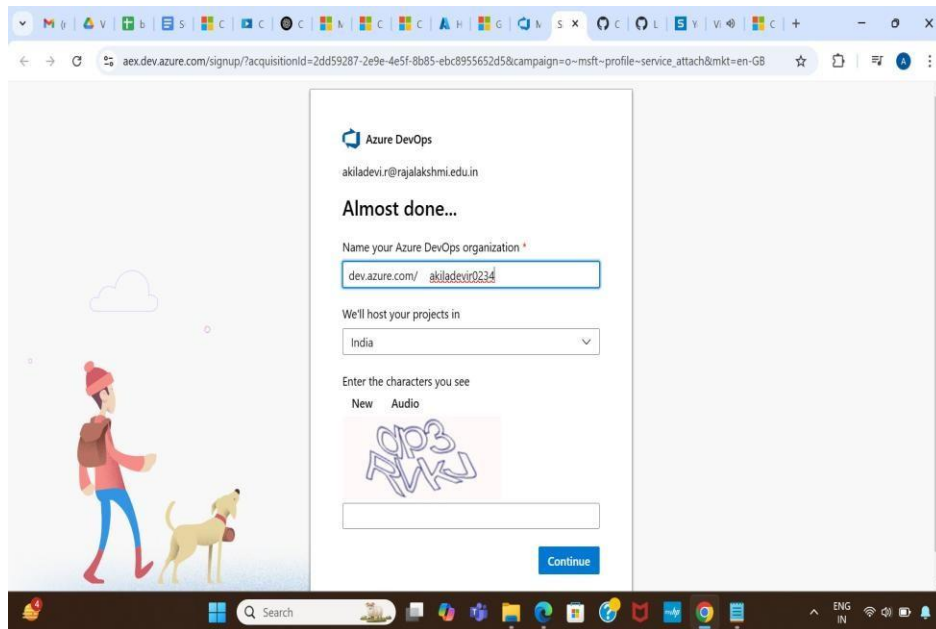 aex.dev.azure.com/signup/?acquisitionId=2dd59287-2e9e-4e5f-8b85-ebc8955652d5&campaign=o~msft~profile~service_attach&mkt=en-GB
Azure DevOps
akiladevi.r@rajalakshmi.edu.in
Almost done...
Name your Azure DevOps organization *
dev.azure.com/ akiladevir0234
We'll host your projects in
India
Enter the characters you see
New Audio
Continue
Search
ENG
IN